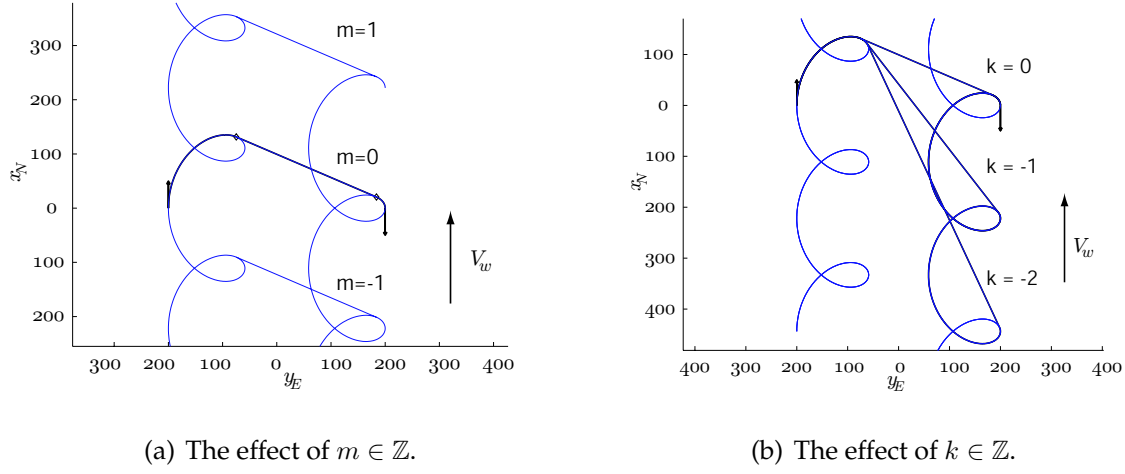 m=1
m=0
m=-1
V_w
x_N
300
200
100
0
100
200
300
200
100
0
100
200
300
400
y_E
(a) The effect of m ∈ ℤ.
k = 0
k = -1
k = -2
V_w
x_N
100
0
100
200
300
400
400
300
200
100
0
100
200
300
400
y_E
(b) The effect of k ∈ ℤ.